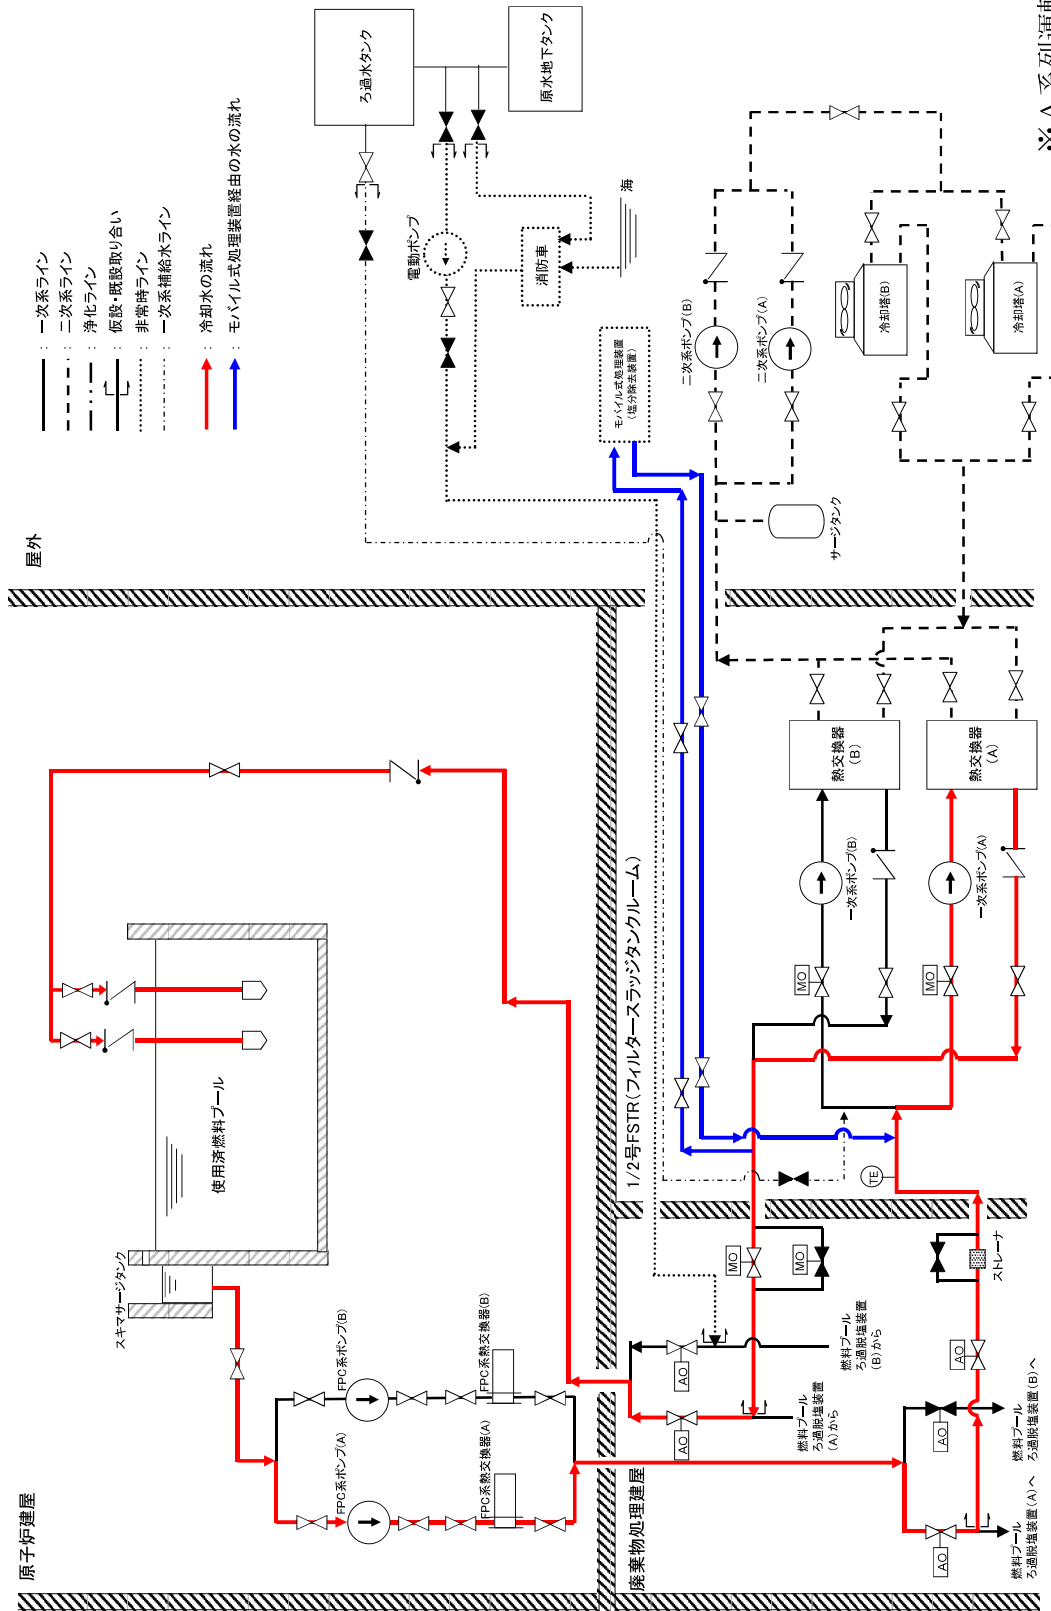 原子炉建屋
屋外
スキマサージタンク
使用済燃料プール
FPC系ポンプ(B)
FPC系ポンプ(A)
FPC系熱交換器(B)
FPC系熱交換器(A)
: 一次系ライン
: 二次系ライン
: 浄化ライン
: 仮設・既設取り合い
: 非常時ライン
: 一次系補給水ライン
: 冷却水の流れ
: モバイル式処理装置経由の水の流れ
ろ過水タンク
原水地下タンク
電動ポンプ
消防車
海
モバイル式処理装置
(塩分除去装置)
廃棄物処理建屋
1/2号FSTR(フィルタースラッジタンクルーム)
AO
AO
MO
MO
燃料プール
ろ過脱塩装置
(A)から
燃料プール
ろ過脱塩装置
(B)から
AO
AO
AO
燃料プール
ろ過脱塩装置(A)へ
燃料プール
ろ過脱塩装置(B)へ
ストレーナ
TE
MO
MO
一次系ポンプ(B)
一次系ポンプ(A)
熱交換器
(B)
熱交換器
(A)
サージタンク
二次系ポンプ(B)
二次系ポンプ(A)
冷却塔(B)
冷却塔(A)